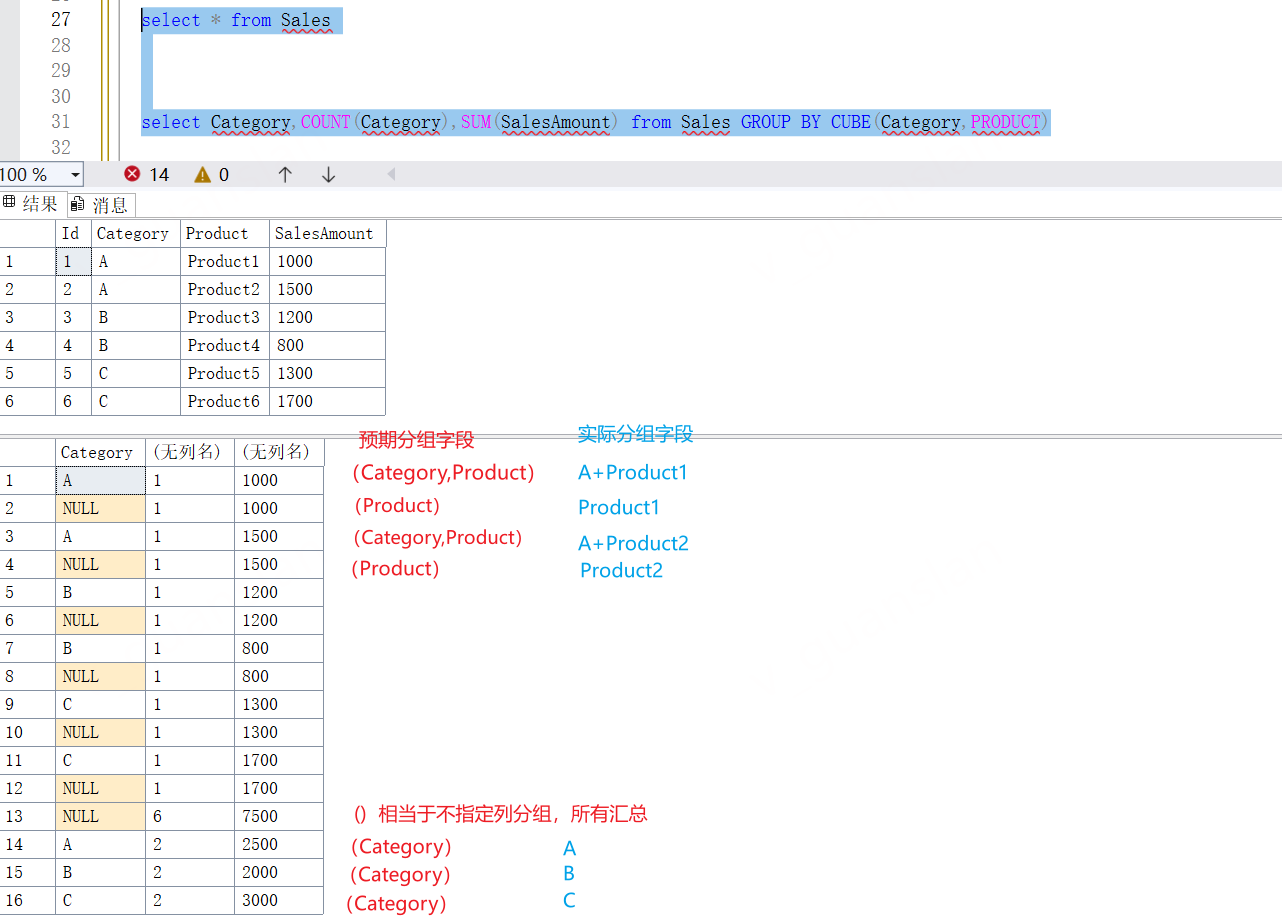 27 select * from Sales
28
29
30
31 select Category,COUNT(Category),SUM(SalesAmount) from Sales GROUP BY CUBE(Category,PRODUCT)
32
100 % 14 0
结果 消息
Id Category Product SalesAmount
1 1 A Product1 1000
2 2 A Product2 1500
3 3 B Product3 1200
4 4 B Product4 800
5 5 C Product5 1300
6 6 C Product6 1700
预期分组字段 实际分组字段
Category (无列名) (无列名)
1 A 1 1000 (Category,Product) A+Product1
2 NULL 1 1000 (Product) Product1
3 A 1 1500 (Category,Product) A+Product2
4 NULL 1 1500 (Product) Product2
5 B 1 1200
6 NULL 1 1200
7 B 1 800
8 NULL 1 800
9 C 1 1300
10 NULL 1 1300
11 C 1 1700
12 NULL 1 1700
13 NULL 6 7500 () 相当于不指定列分组，所有汇总
14 A 2 2500 (Category) A
15 B 2 2000 (Category) B
16 C 2 3000 (Category) C